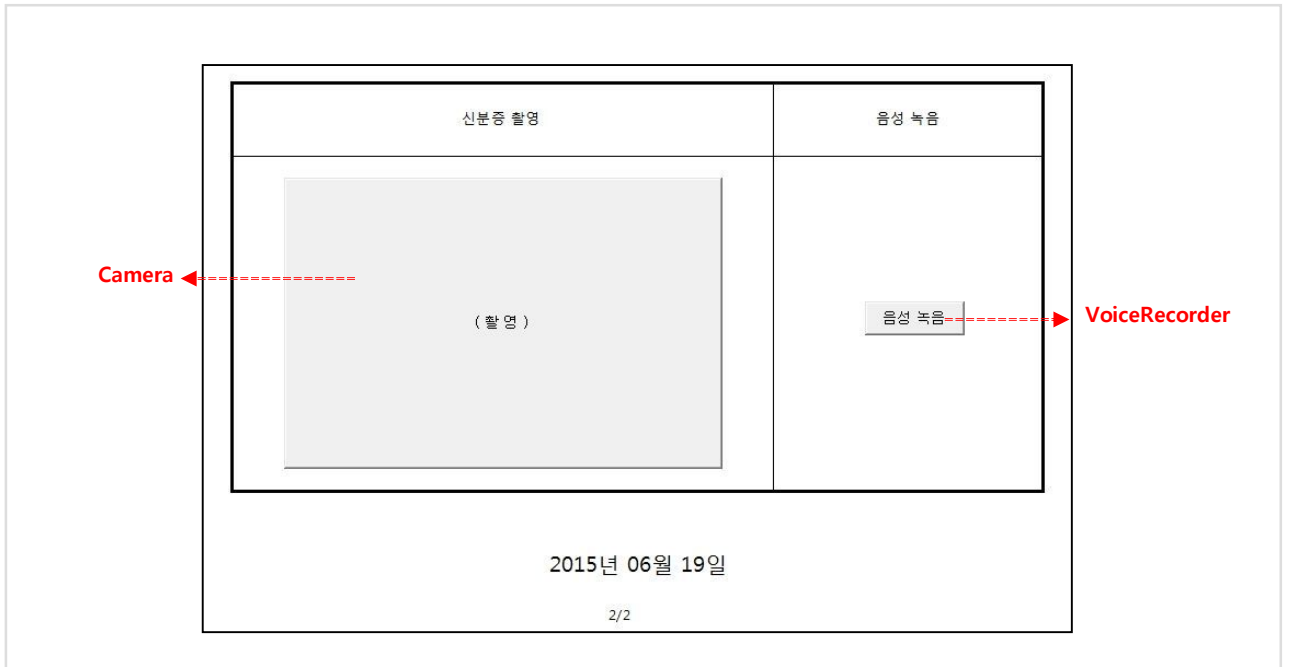 신분증 촬영
음성 녹음
Camera
( 촬 영 )
음성 녹음
VoiceRecorder
2015년 06월 19일
2/2